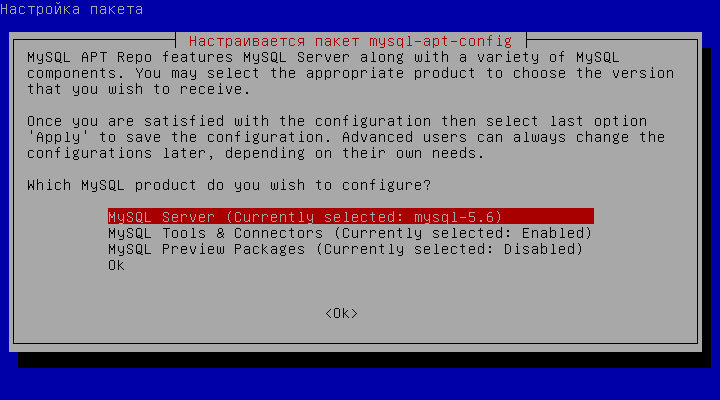 Настройка пакета
Настраивается пакет mysql-apt-config
MySQL APT Repo features MySQL Server along with a variety of MySQL
components. You may select the appropriate product to choose the version
that you wish to receive.
Once you are satisfied with the configuration then select last option
'Apply' to save the configuration. Advanced users can always change the
configurations later, depending on their own needs.
Which MySQL product do you wish to configure?
MySQL Server (Currently selected: mysql-5.6)
MySQL Tools & Connectors (Currently selected: Enabled)
MySQL Preview Packages (Currently selected: Disabled)
Ok
<Ok>